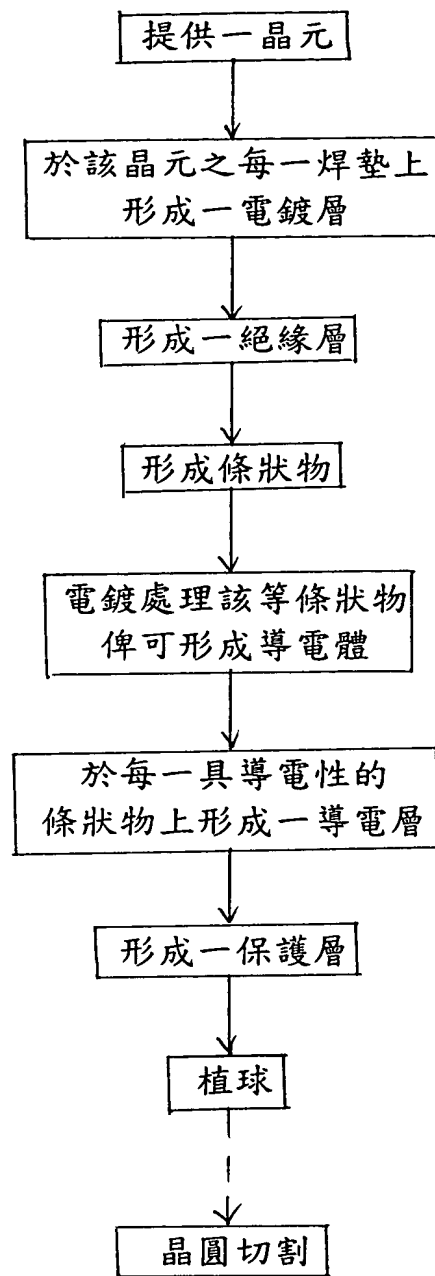 提供一晶元
於該晶元之每一焊墊上
形成一電鍍層
形成一絕緣層
形成條狀物
電鍍處理該等條狀物
俾可形成導電體
於每一具導電性的
條狀物上形成一導電層
形成一保護層
植球
晶圓切割